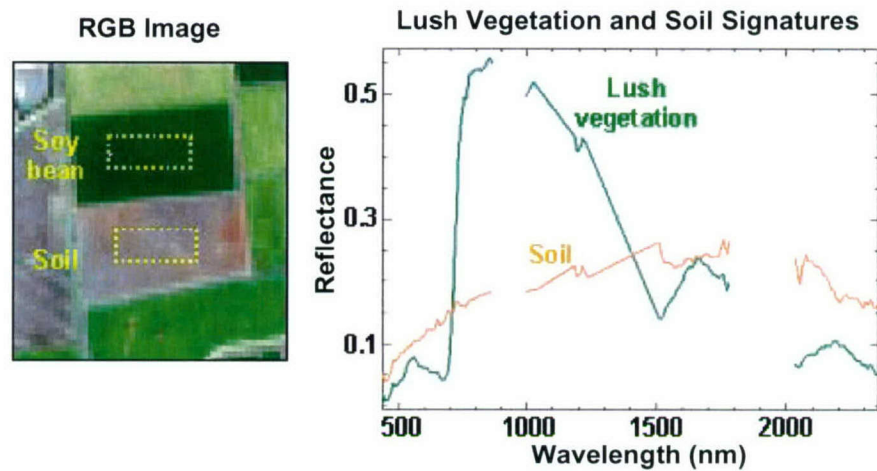 RGB Image
Soy
bean
Soil
Lush Vegetation and Soil Signatures
Reflectance
0.5
0.3
0.1
Lush
vegetation
Soil
500
1000
1500
2000
Wavelength (nm)